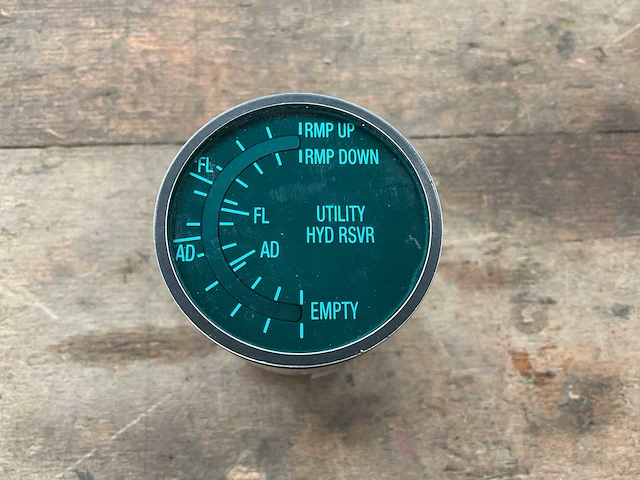 RMP UP
RMP DOWN
FL
FL
UTILITY
HYD RSVR
AD
AD
EMPTY